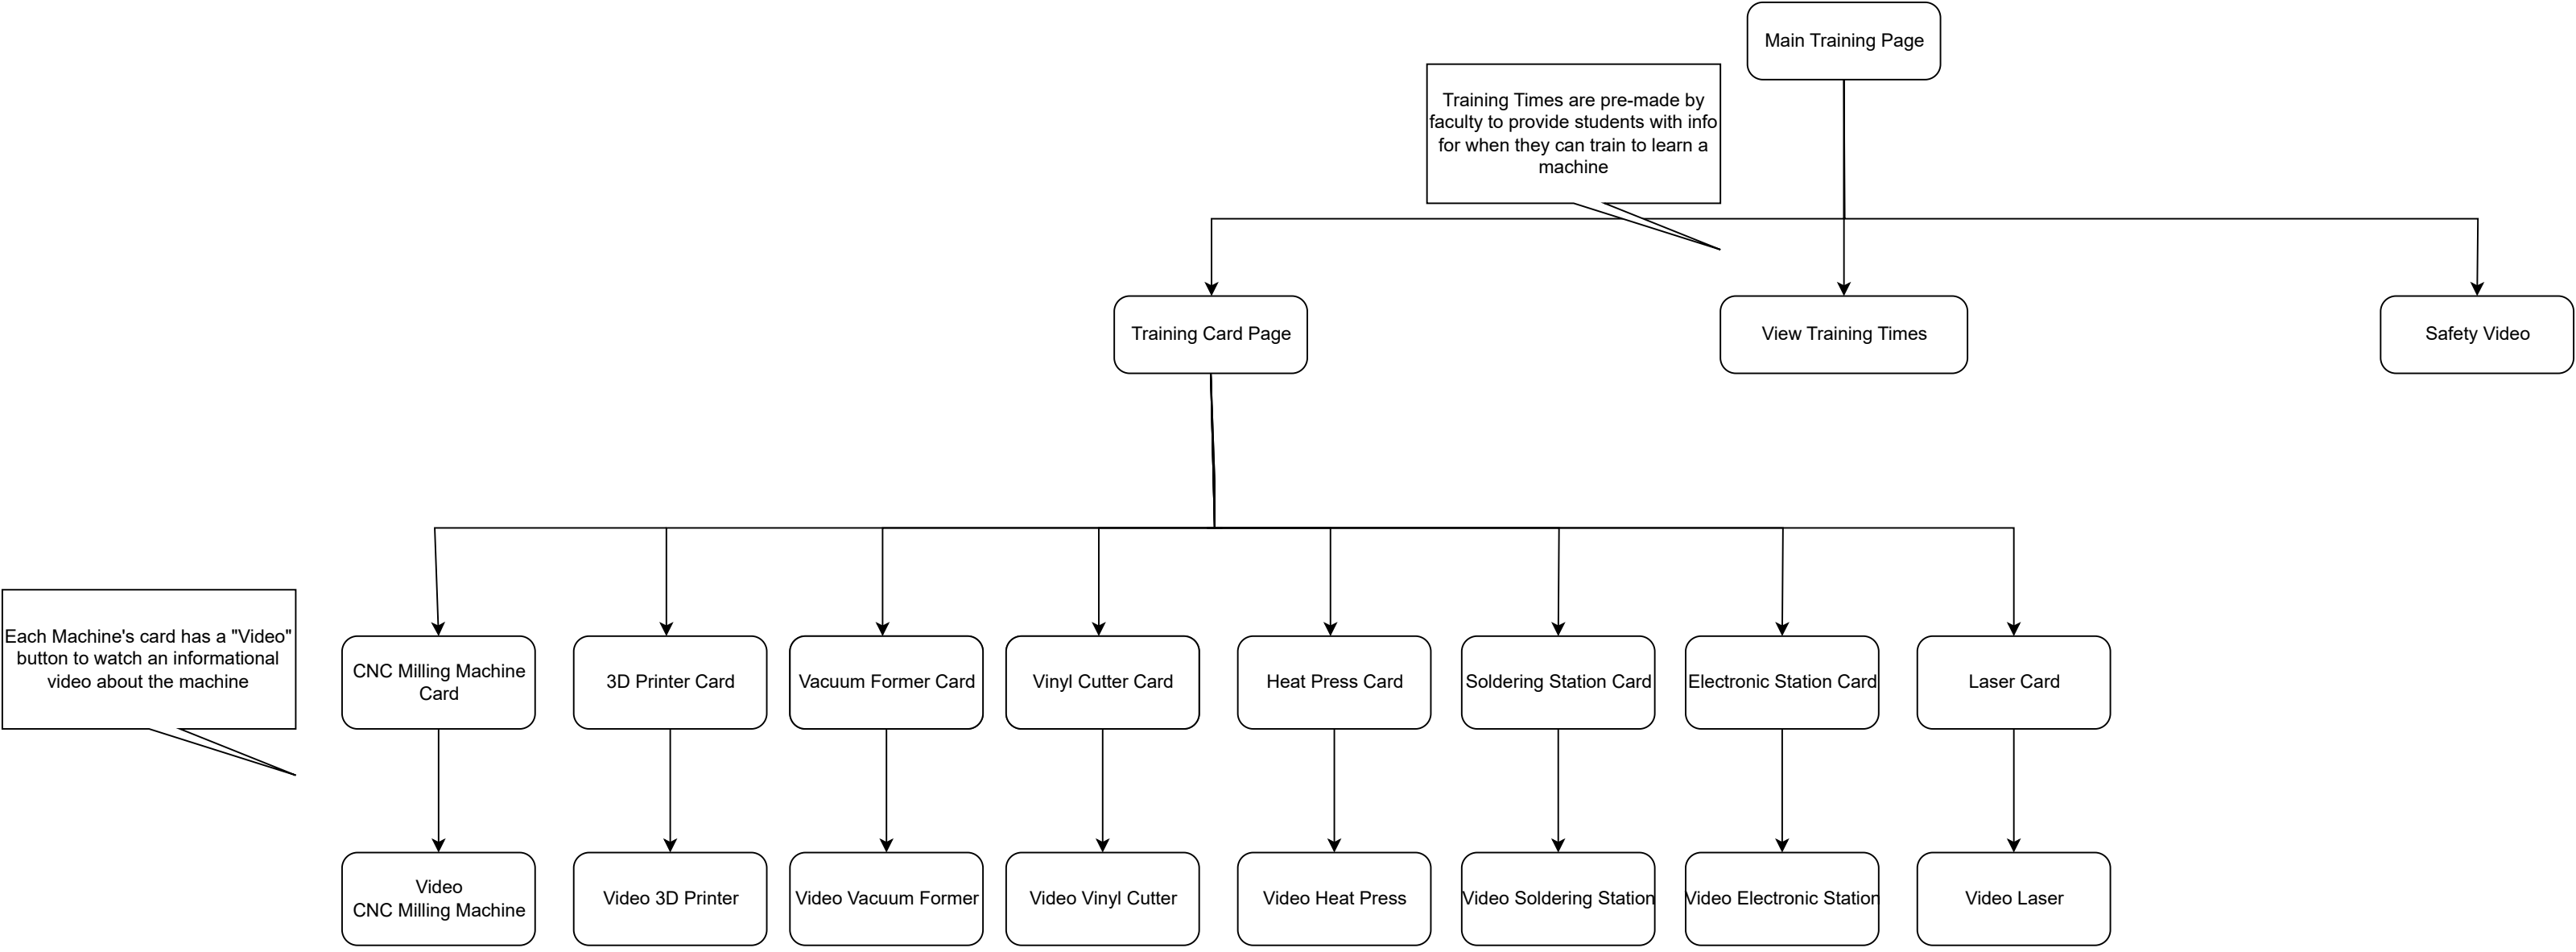 Main Training Page
Training Times are pre-made by
faculty to provide students with info
for when they can train to learn a
machine
Training Card Page
View Training Times
Safety Video
Each Machine's card has a "Video"
button to watch an informational
video about the machine
CNC Milling Machine
Card
3D Printer Card
Vacuum Former Card
Vinyl Cutter Card
Heat Press Card
Soldering Station Card
Electronic Station Card
Laser Card
Video
CNC Milling Machine
Video 3D Printer
Video Vacuum Former
Video Vinyl Cutter
Video Heat Press
Video Soldering Station
Video Electronic Station
Video Laser